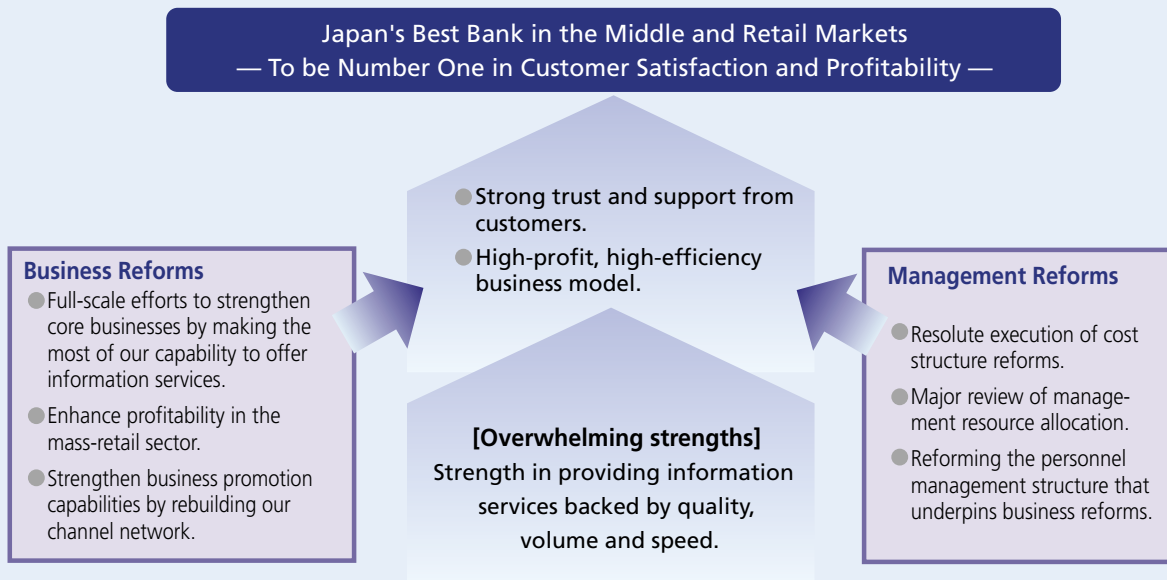 Japan's Best Bank in the Middle and Retail Markets
— To be Number One in Customer Satisfaction and Profitability —
Strong trust and support from
customers.
High-profit, high-efficiency
business model.
Business Reforms
Full-scale efforts to strengthen
core businesses by making the
most of our capability to offer
information services.
Enhance profitability in the
mass-retail sector.
Strengthen business promotion
capabilities by rebuilding our
channel network.
Management Reforms
Resolute execution of cost
structure reforms.
Major review of manage-
ment resource allocation.
Reforming the personnel
management structure that
underpins business reforms.
[Overwhelming strengths]
Strength in providing information
services backed by quality,
volume and speed.